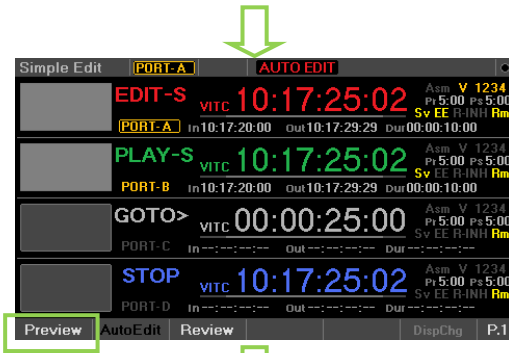 Simple Edit PORT-A AUTO EDIT
EDIT-S VITC 10:17:25:02 Asm V 1234
Pr 5:00 Ps 5:00
Sv EE R-INH Rm
PORT-A In 10:17:20:00 Out 10:17:29:29 Dur 00:00:10:00
PLAY-S VITC 10:17:25:02 Asm V 1234
Pr 5:00 Ps 5:00
Sv EE R-INH Rm
PORT-B In 10:17:20:00 Out 10:17:29:29 Dur 00:00:10:00
GOTO> VITC 00:00:25:00 Asm V 1234
Pr 5:00 Ps 5:00
Sv EE R-INH Rm
PORT-C In --:--:--:-- Out --:--:--:-- Dur --:--:--:--
STOP VITC 10:17:25:02 Asm V 1234
Pr 5:00 Ps 5:00
Sv EE R-INH Rm
PORT-D In --:--:--:-- Out --:--:--:-- Dur --:--:--:--
Preview AutoEdit Review DispChg P.1